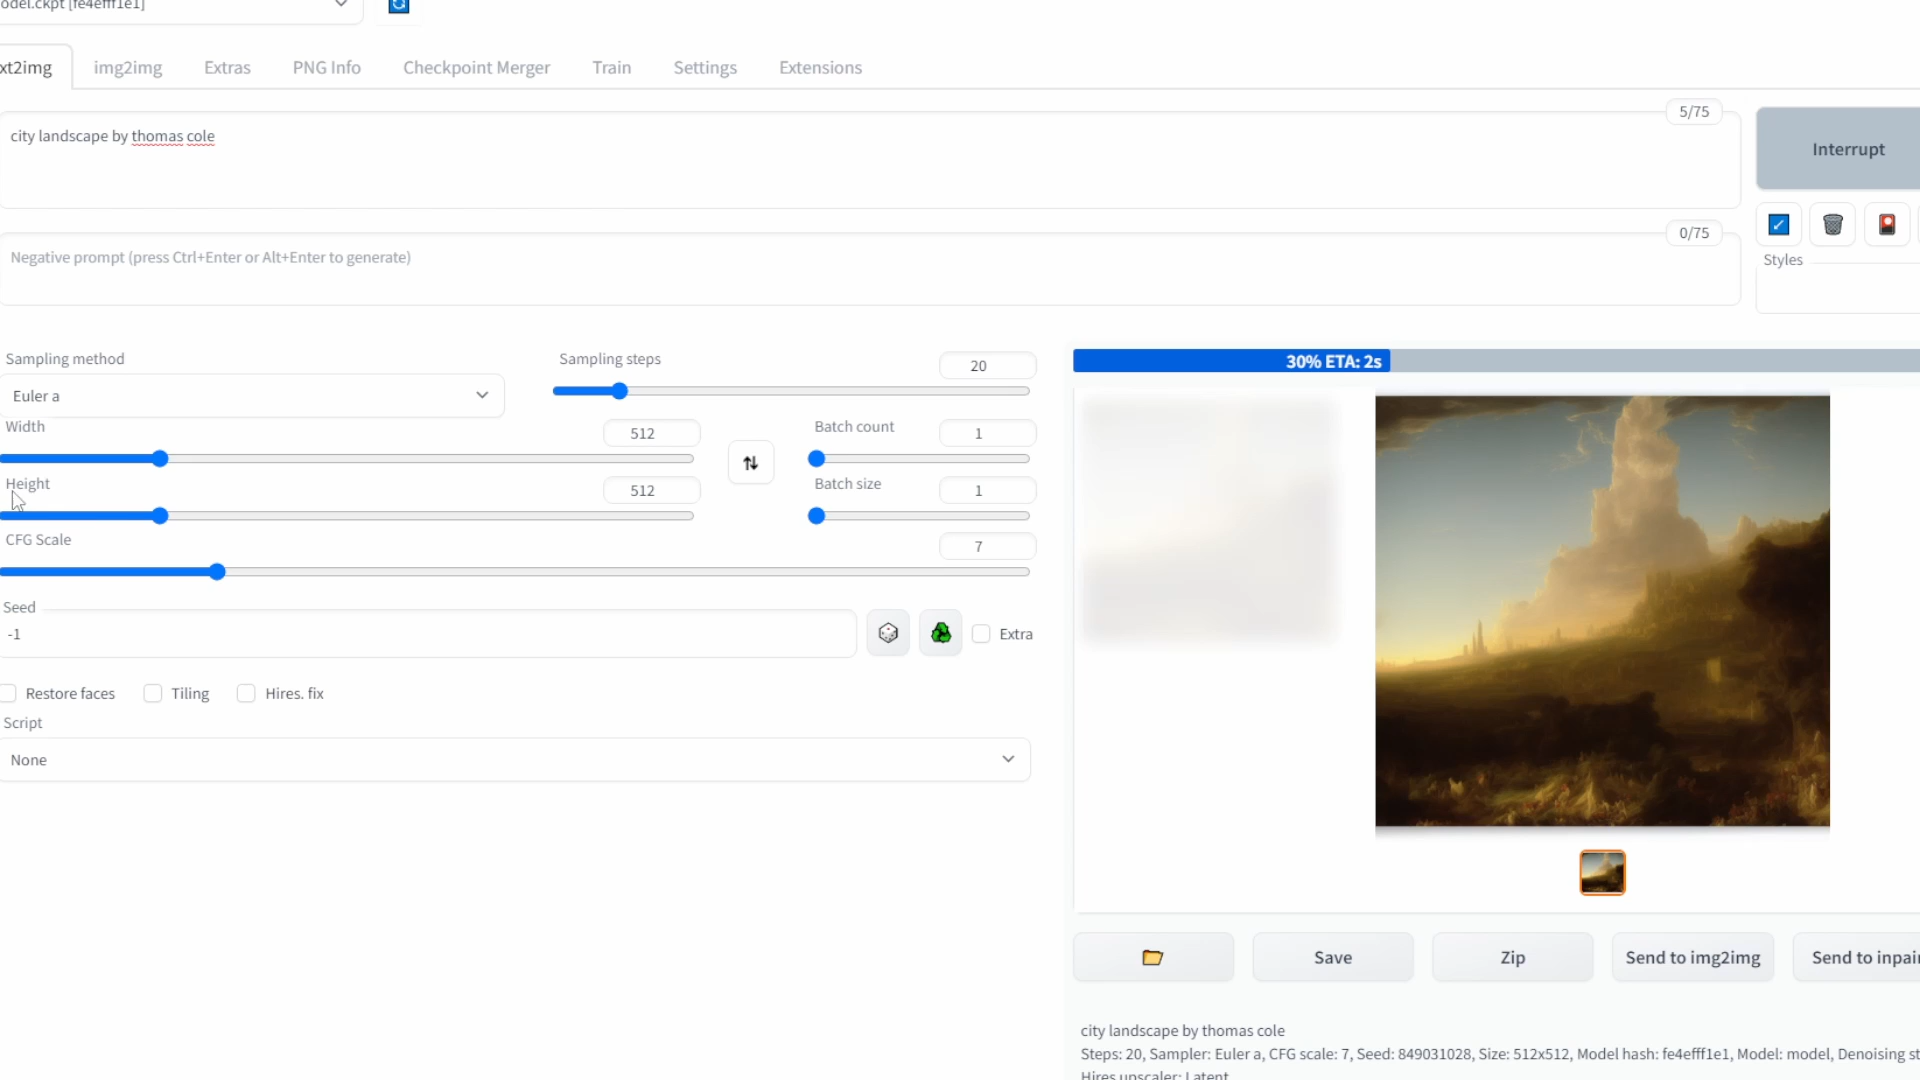 odel.ckpt [fe4efff1e1]
xt2img img2img Extras PNG Info Checkpoint Merger Train Settings Extensions
5/75
city landscape by thomas cole
Interrupt
0/75
Negative prompt (press Ctrl+Enter or Alt+Enter to generate)
Styles
Sampling method
Euler a
Sampling steps
20
30% ETA: 2s
Width
512
Batch count
1
Height
512
Batch size
1
CFG Scale
7
Seed
-1
Extra
Restore faces Tiling Hires. fix
Script
None
Save Zip Send to img2img Send to inpai
city landscape by thomas cole
Steps: 20, Sampler: Euler a, CFG scale: 7, Seed: 849031028, Size: 512x512, Model hash: fe4efff1e1, Model: model, Denoising st
Hires upscaler: Latent